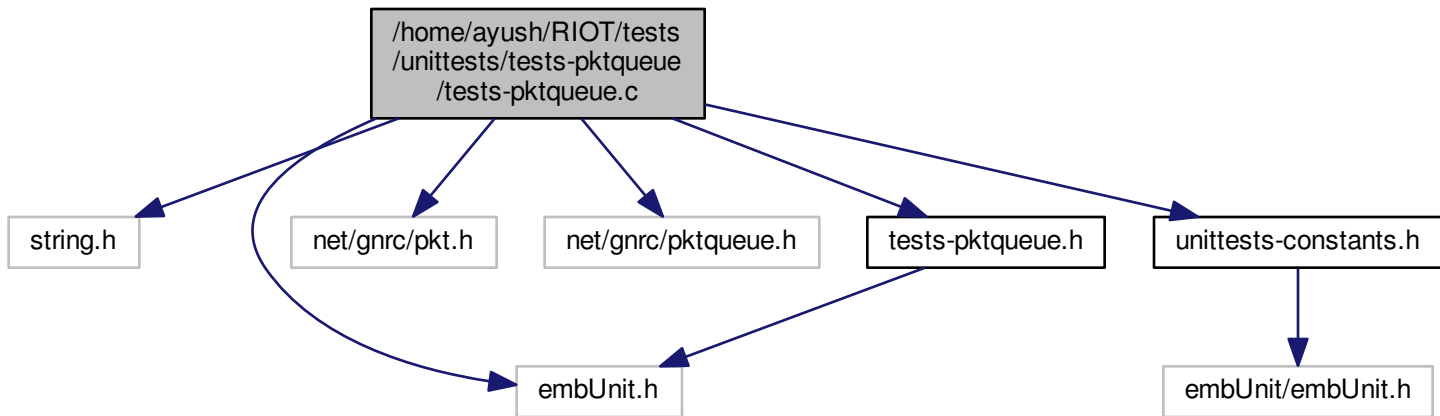 /home/ayush/RIOT/tests
/unittests/tests-pktqueue
/tests-pktqueue.c
string.h
net/gnrc/pkt.h
net/gnrc/pktqueue.h
tests-pktqueue.h
unittests-constants.h
embUnit.h
embUnit/embUnit.h